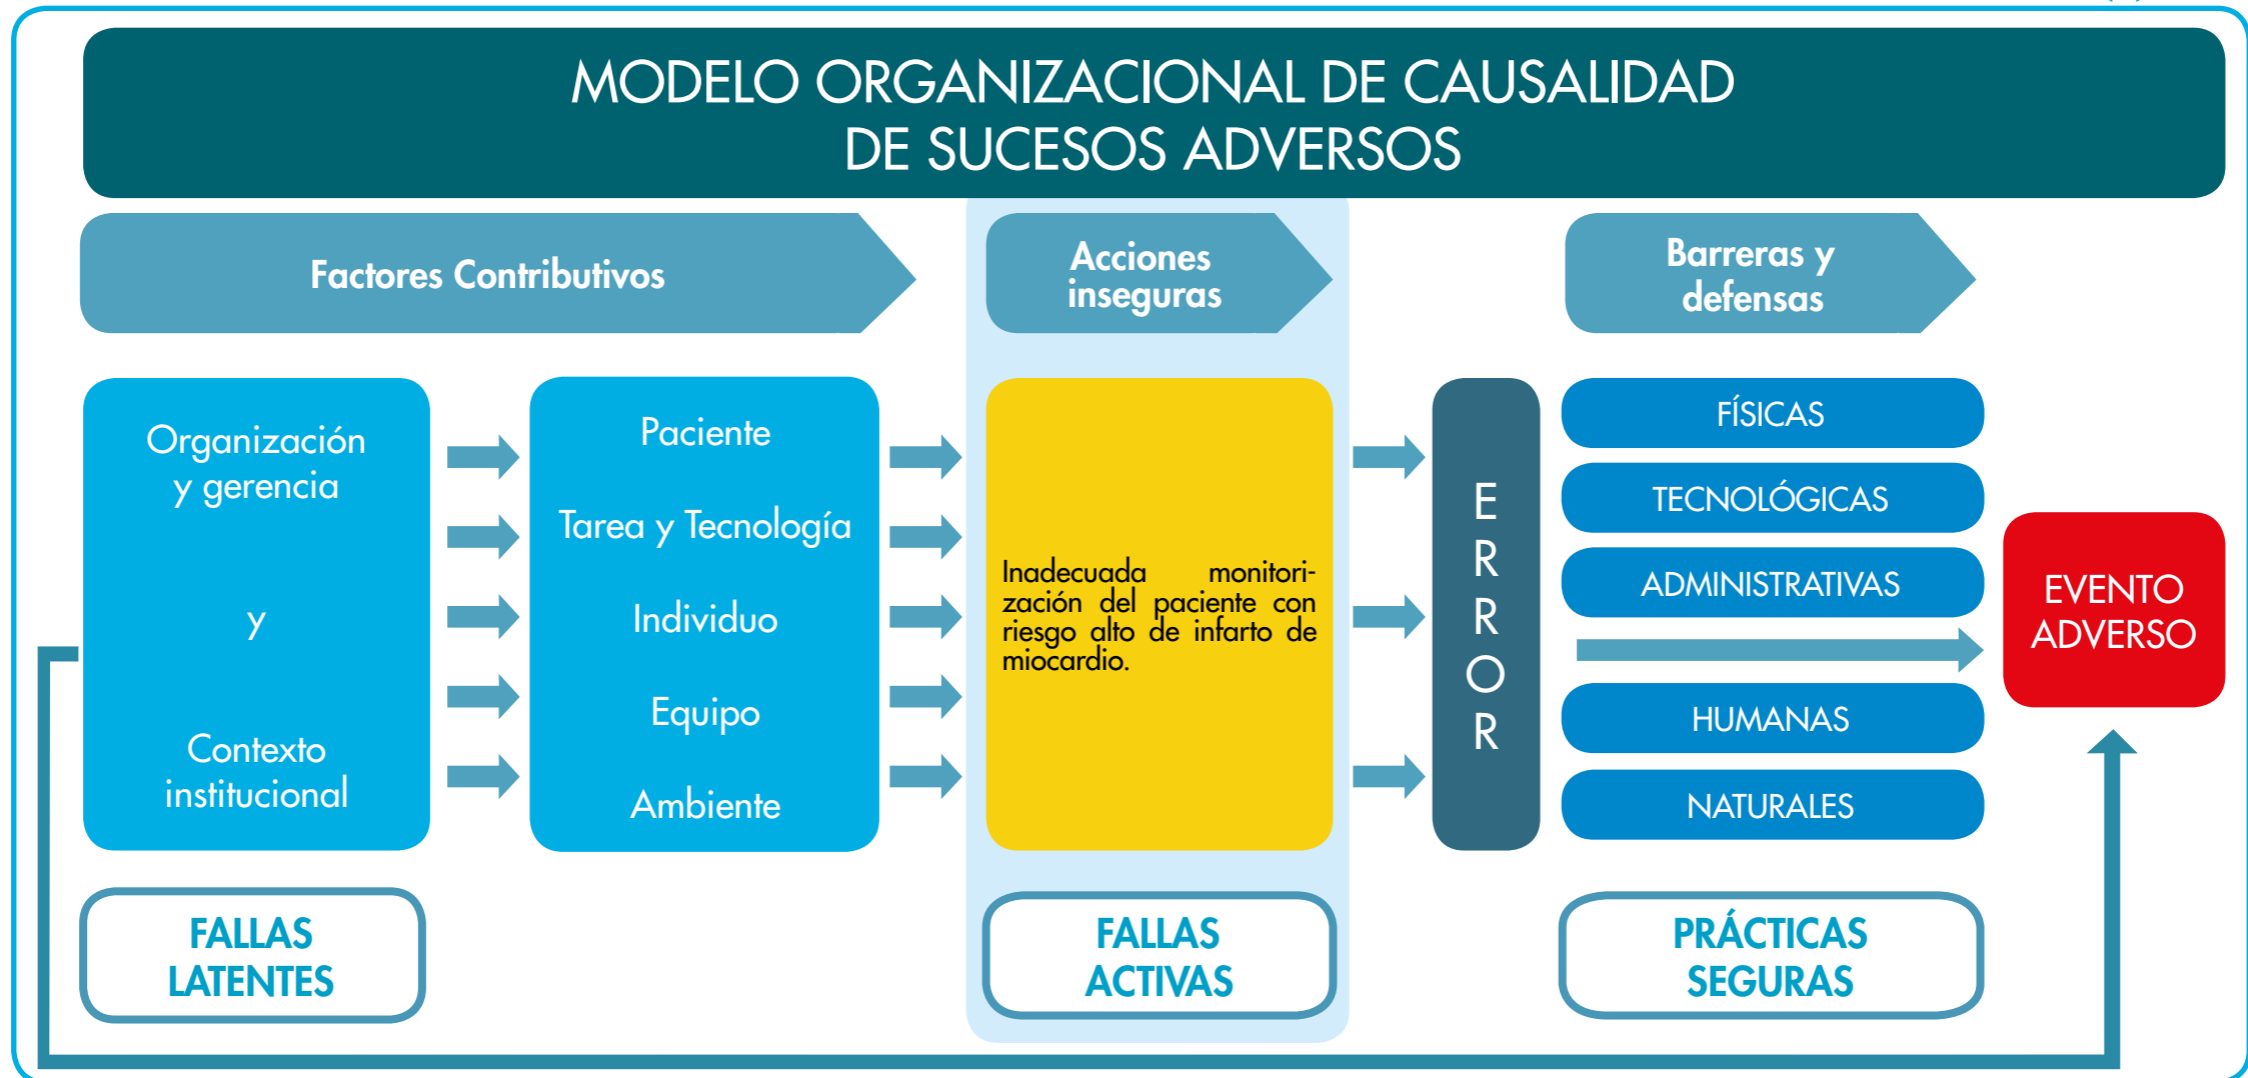 MODELO ORGANIZACIONAL DE CAUSALIDAD
DE SUCESOS ADVERSOS
Factores Contributivos
Acciones
inseguras
Barreras y
defensas
Organización
y gerencia
y
Contexto
institucional
Paciente
Tarea y Tecnología
Individuo
Equipo
Ambiente
Inadecuada monitori-
zación del paciente con
riesgo alto de infarto de
miocardio.
E
R
R
O
R
FÍSICAS
TECNOLÓGICAS
ADMINISTRATIVAS
HUMANAS
NATURALES
EVENTO
ADVERSO
FALLAS
LATENTES
FALLAS
ACTIVAS
PRÁCTICAS
SEGURAS